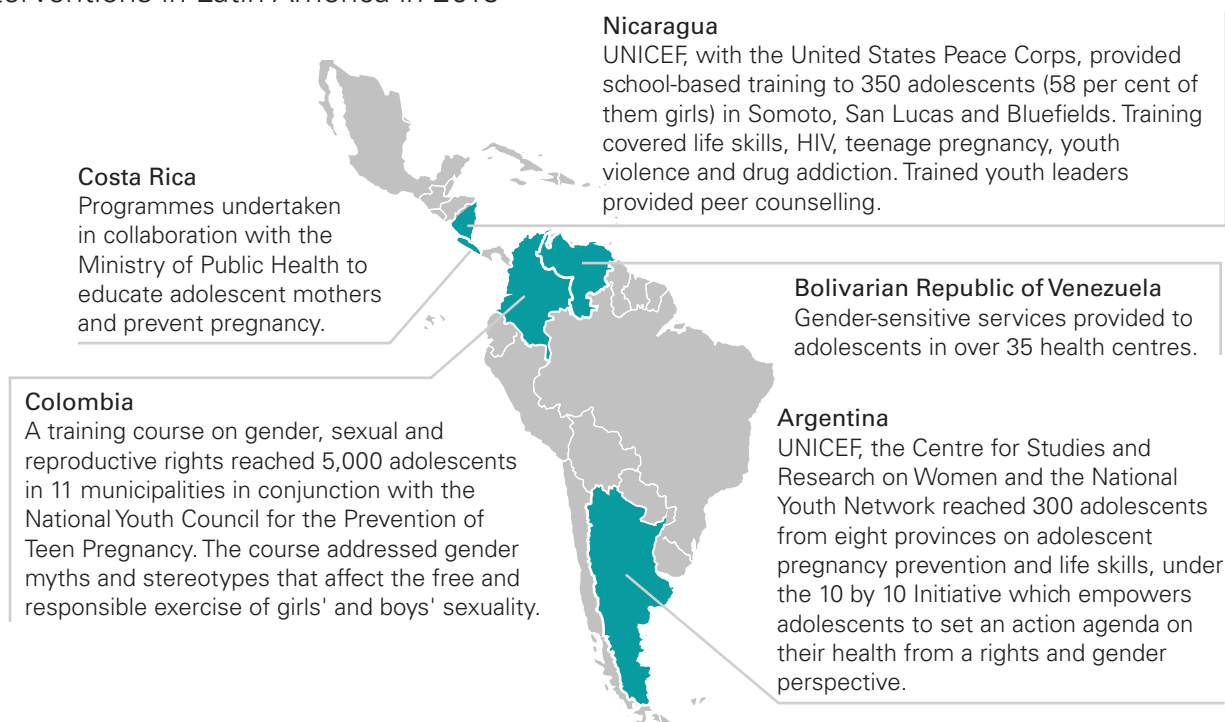 in Latin America in
Nicaragua
UNICEF, with the United States Peace Corps, provided
school-based training to 350 adolescents (58 per cent of
them girls) in Somoto, San Lucas and Bluefields. Training
covered life skills, HIV, teenage pregnancy, youth
violence and drug addiction. Trained youth leaders
provided peer counselling.
Costa Rica
Programmes undertaken
in collaboration with the
Ministry of Public Health to
educate adolescent mothers
and prevent pregnancy.
Bolivarian Republic of Venezuela
Gender-sensitive services provided to
adolescents in over 35 health centres.
Colombia
A training course on gender, sexual and
reproductive rights reached 5,000 adolescents
in 11 municipalities in conjunction with the
National Youth Council for the Prevention of
Teen Pregnancy. The course addressed gender
myths and stereotypes that affect the free and
responsible exercise of girls' and boys' sexuality.
Argentina
UNICEF, the Centre for Studies and
Research on Women and the National
Youth Network reached 300 adolescents
from eight provinces on adolescent
pregnancy prevention and life skills, under
the 10 by 10 Initiative which empowers
adolescents to set an action agenda on
their health from a rights and gender
perspective.